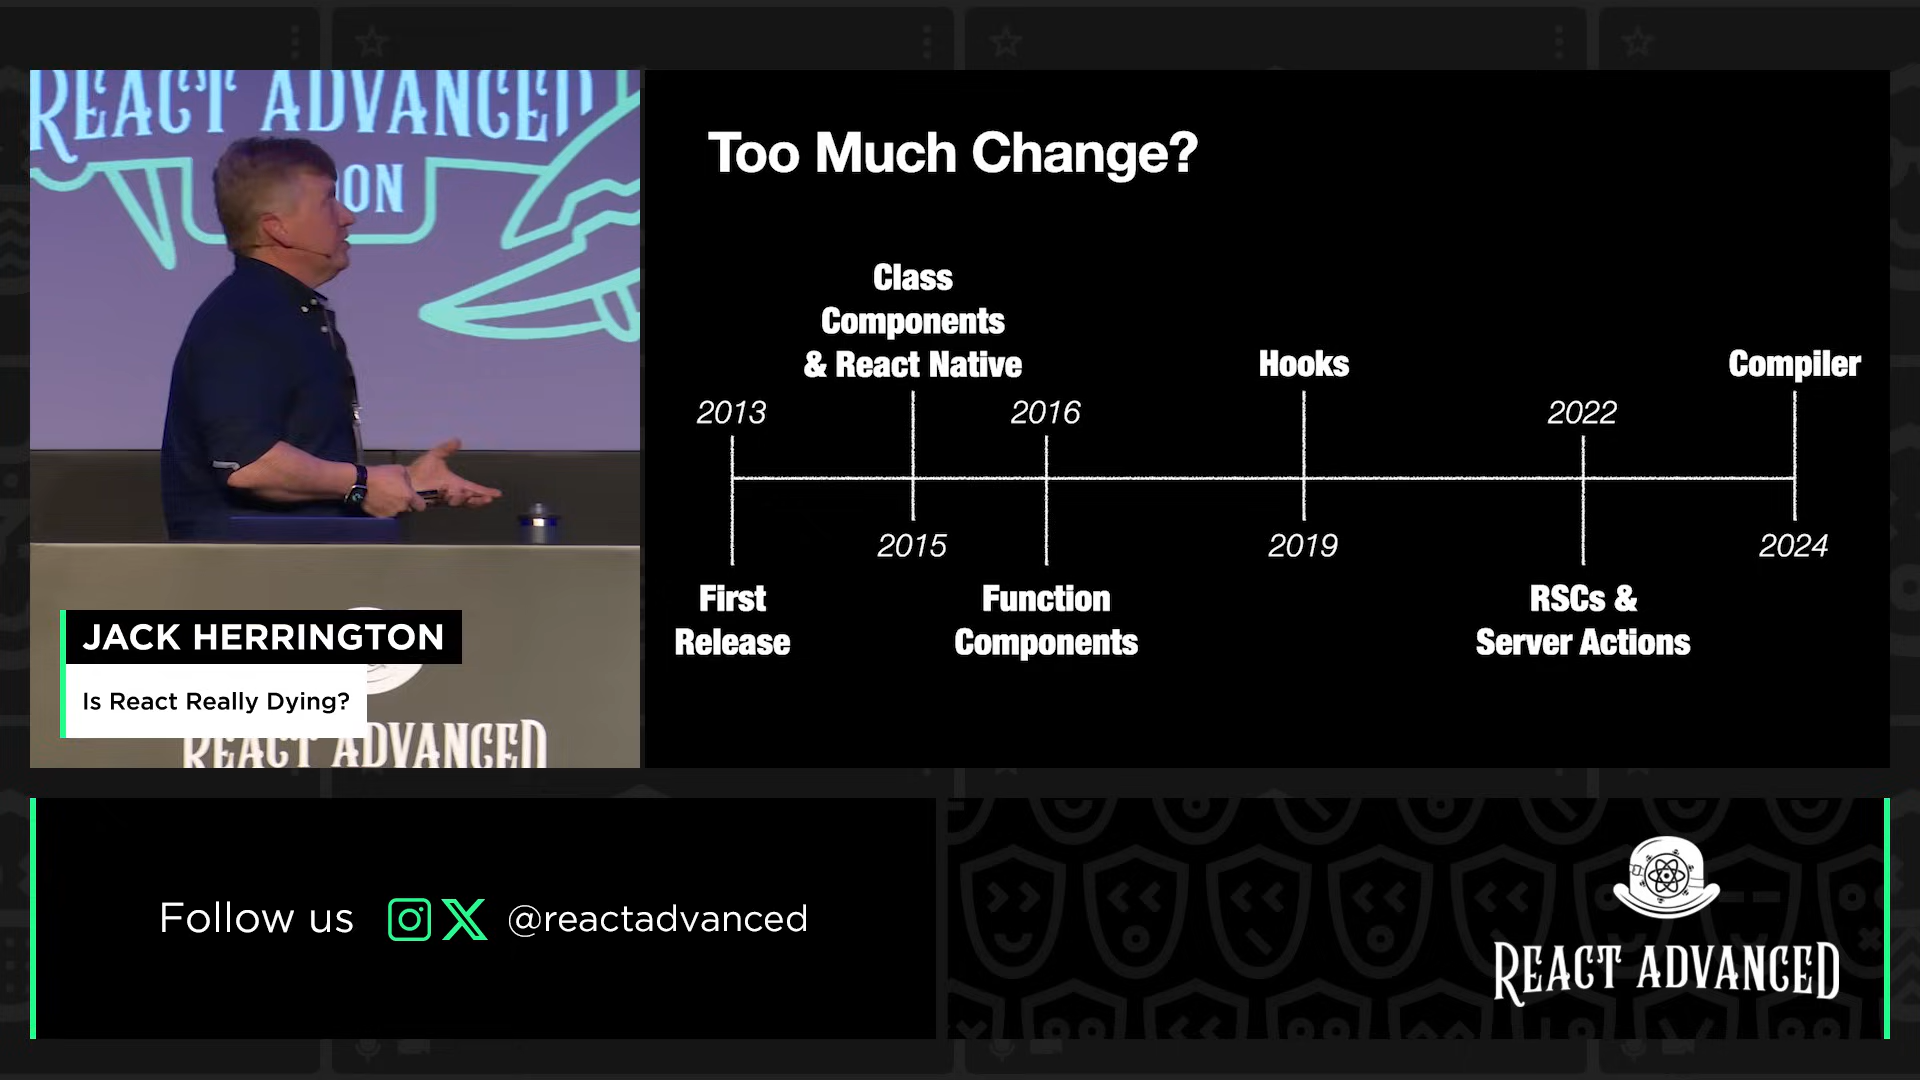 REACT ADVANCED
DON
JACK HERRINGTON
Is React Really Dying?
REACT ADVANCED
Too Much Change?
Class
Components
& React Native
Hooks
Compiler
2013
2016
2022
2015
2019
2024
First
Release
Function
Components
RSCs &
Server Actions
Follow us
@reactadvanced
REACT ADVANCED